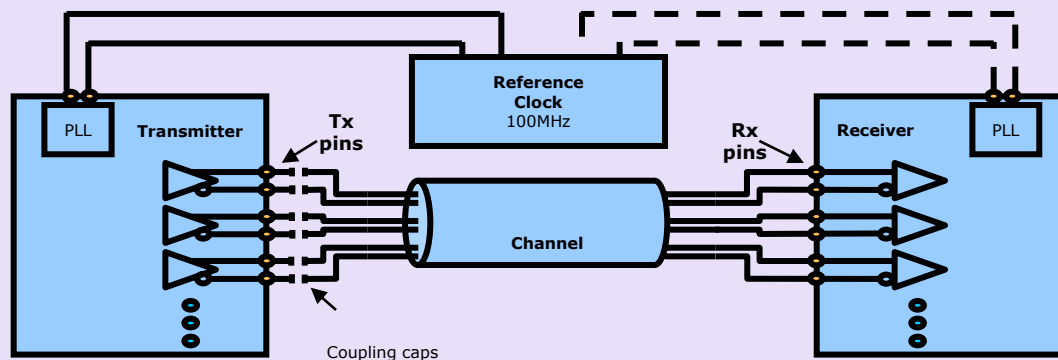 Reference
Clock
100MHz
PLL
Transmitter
Tx
pins
Rx
pins
Receiver
PLL
Channel
Coupling caps